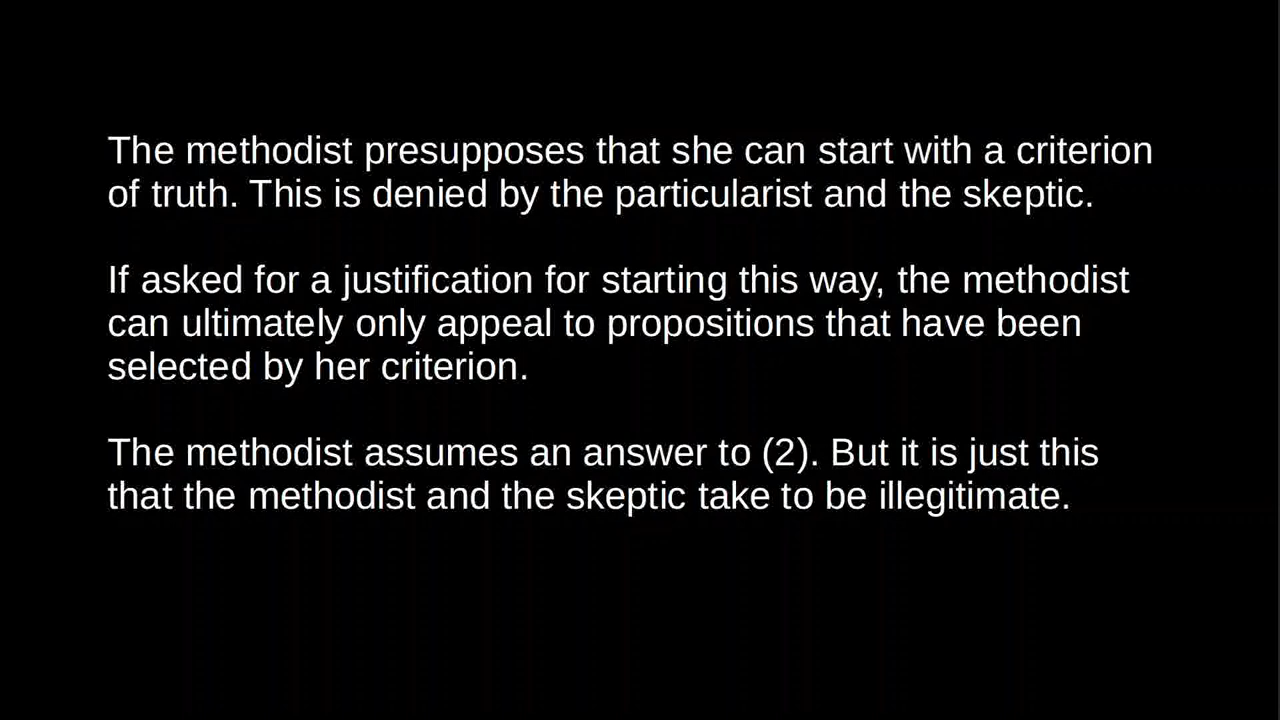 The methodist presupposes that she can start with a criterion
of truth. This is denied by the particularist and the skeptic.
If asked for a justification for starting this way, the methodist
can ultimately only appeal to propositions that have been
selected by her criterion.
The methodist assumes an answer to (2). But it is just this
that the methodist and the skeptic take to be illegitimate.